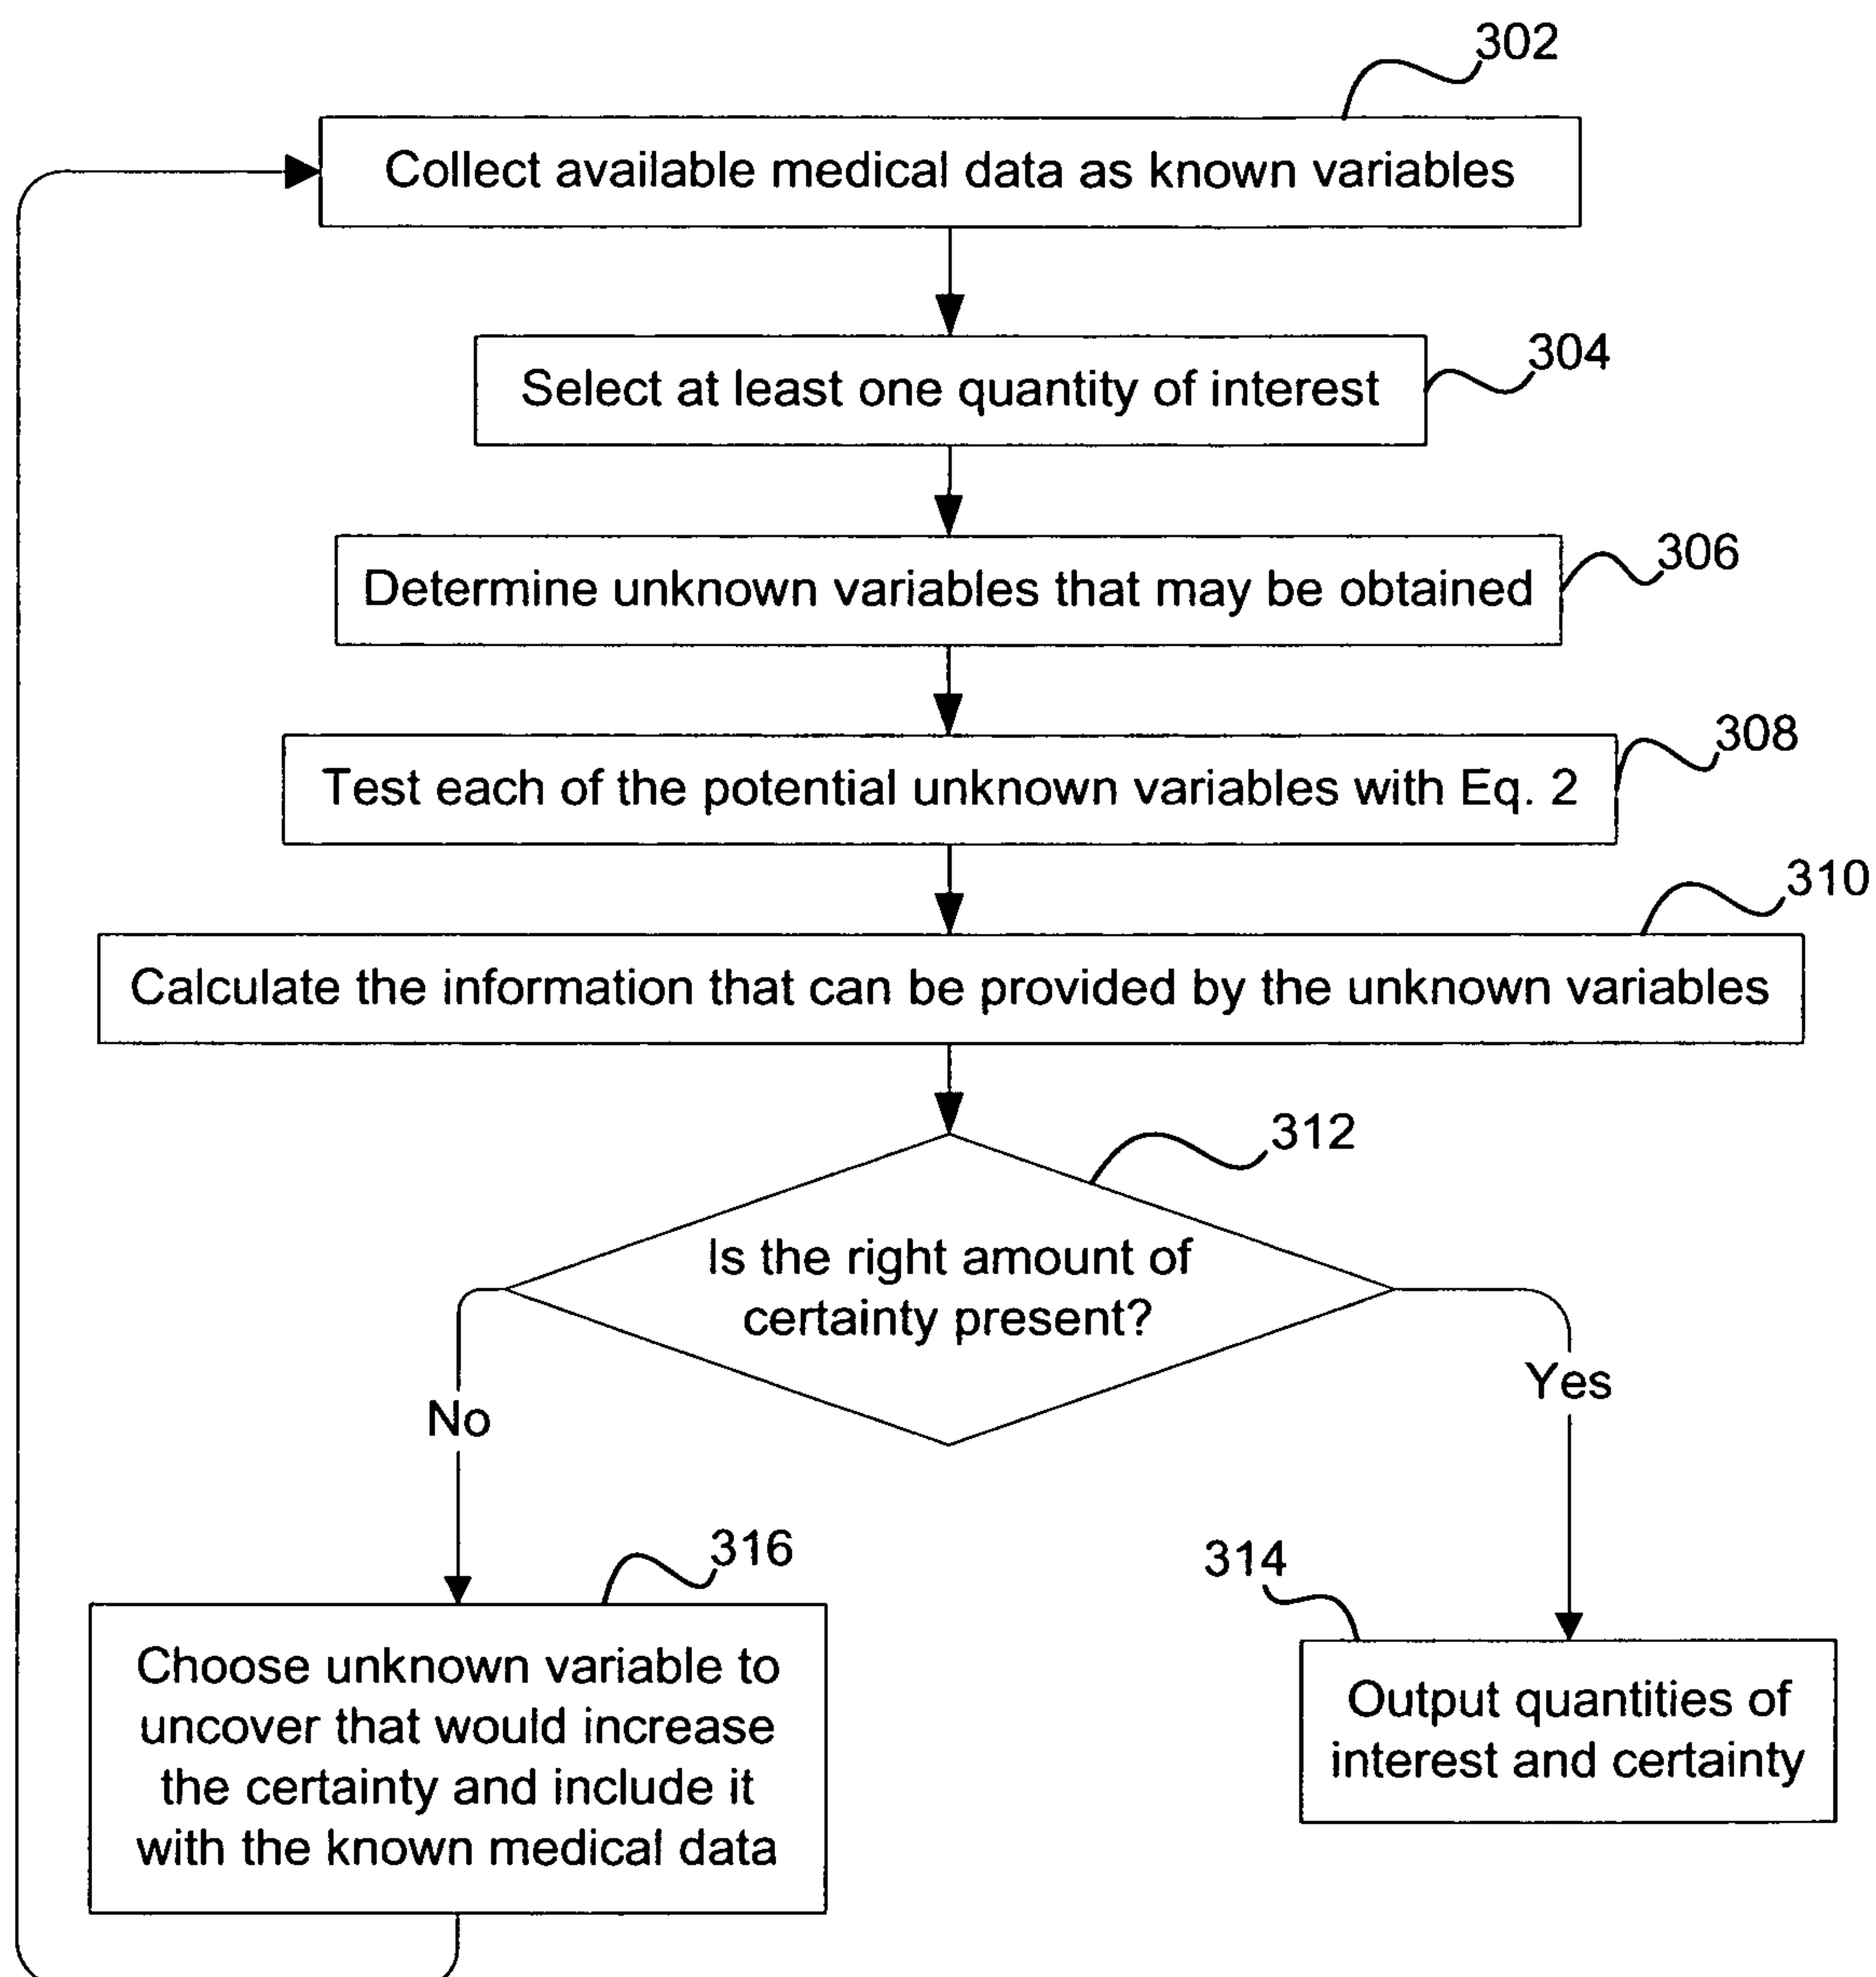 302
Collect available medical data as known variables
304
Select at least one quantity of interest
306
Determine unknown variables that may be obtained
308
Test each of the potential unknown variables with Eq. 2
310
Calculate the information that can be provided by the unknown variables
312
Is the right amount of
certainty present?
Yes
No
316
314
Choose unknown variable to
uncover that would increase
the certainty and include it
with the known medical data
Output quantities of
interest and certainty